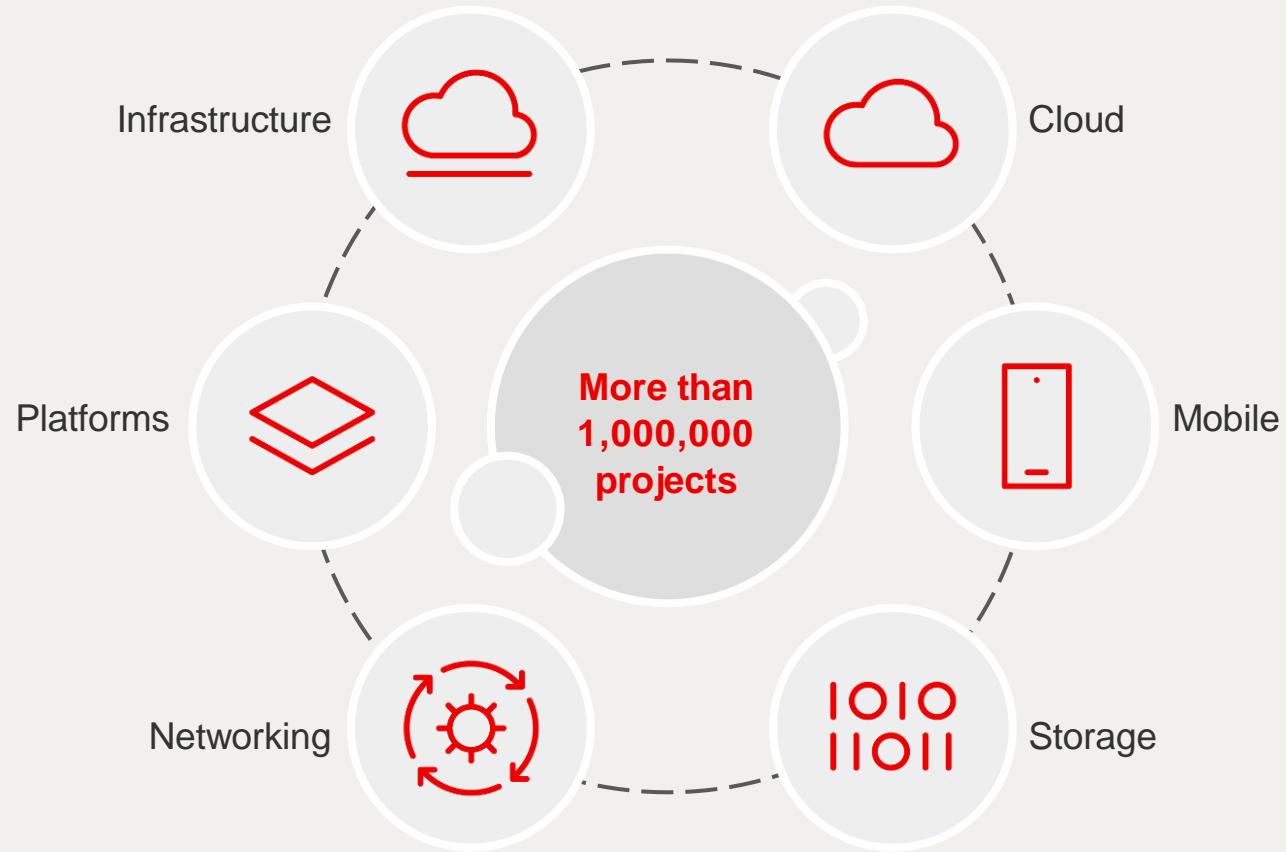 Infrastructure
Cloud
More than
1,000,000
projects
Platforms
Mobile
Networking
Storage